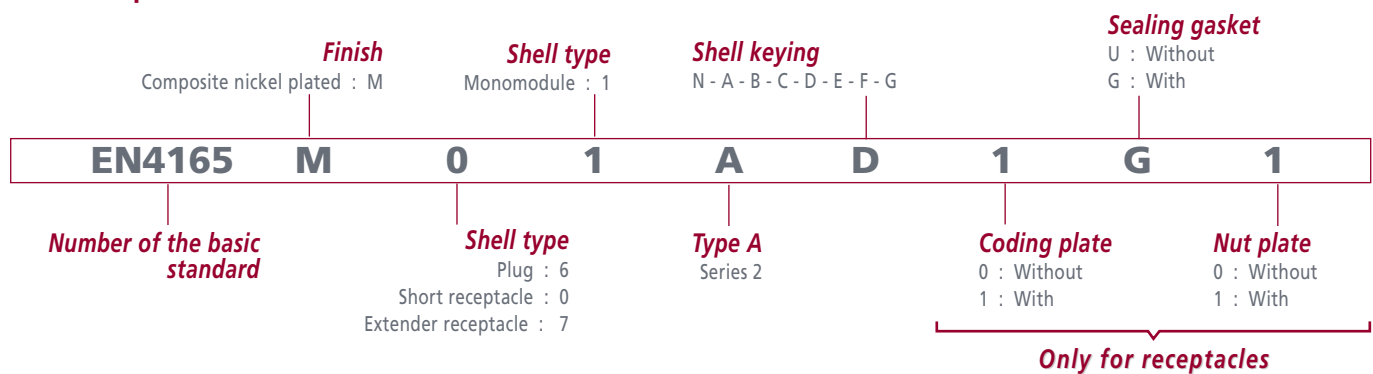 Sealing gasket
U : Without
G : With
Finish
Composite nickel plated : M
Shell type
Monomodule : 1
Shell keying
N - A - B - C - D - E - F - G
EN4165 M 0 1 A D 1 G 1
Number of the basic
standard
Shell type
Plug : 6
Short receptacle : 0
Extender receptacle : 7
Type A
Series 2
Coding plate
0 : Without
1 : With
Nut plate
0 : Without
1 : With
Only for receptacles